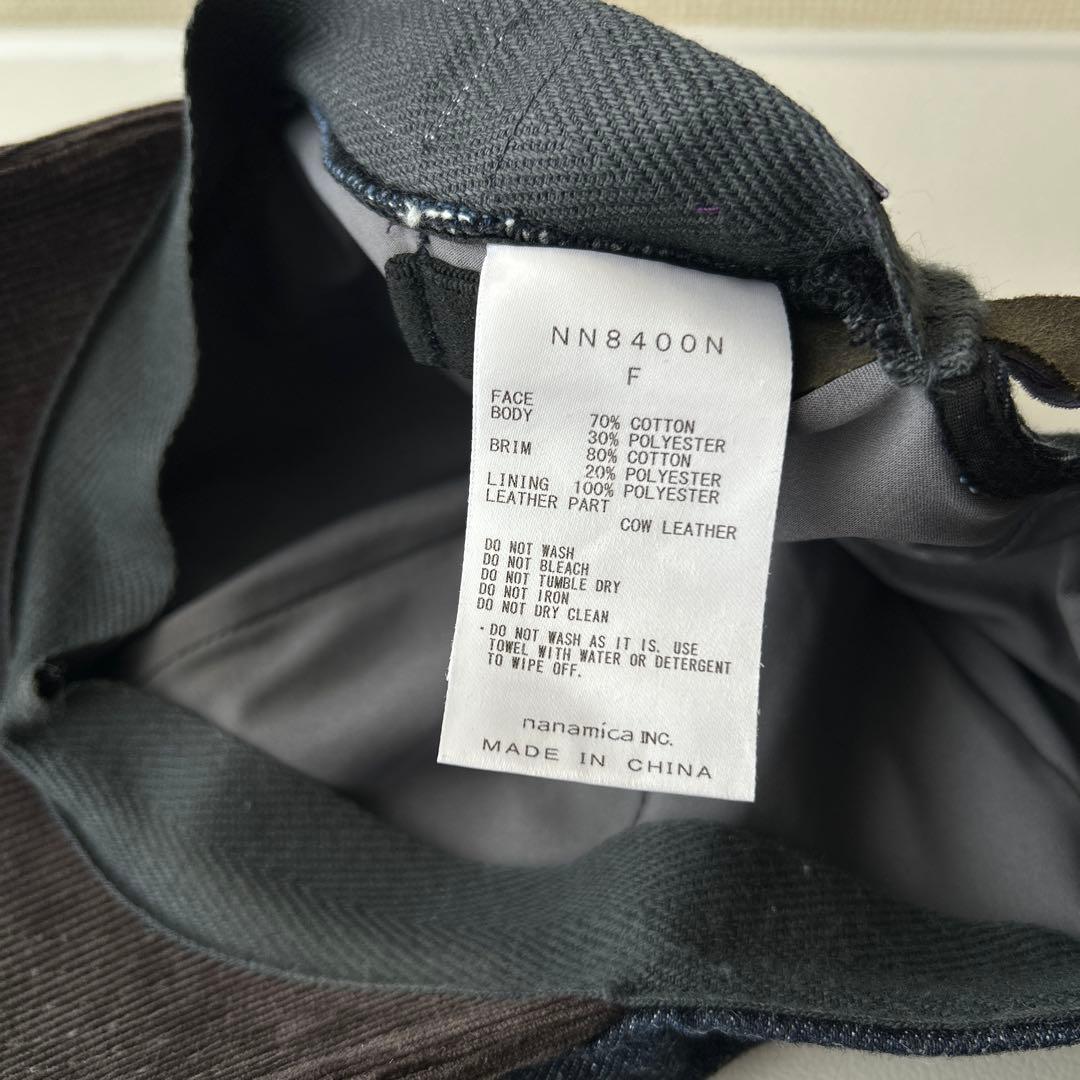 NN8400N
F
FACE
BODY 70% COTTON
30% POLYESTER
BRIM 80% COTTON
20% POLYESTER
LINING 100% POLYESTER
LEATHER PART
COW LEATHER
DO NOT WASH
DO NOT BLEACH
DO NOT TUMBLE DRY
DO NOT IRON
DO NOT DRY CLEAN
・DO NOT WASH AS IT IS. USE
TOWEL WITH WATER OR DETERGENT
TO WIPE OFF.
nanamica INC.
MADE IN CHINA